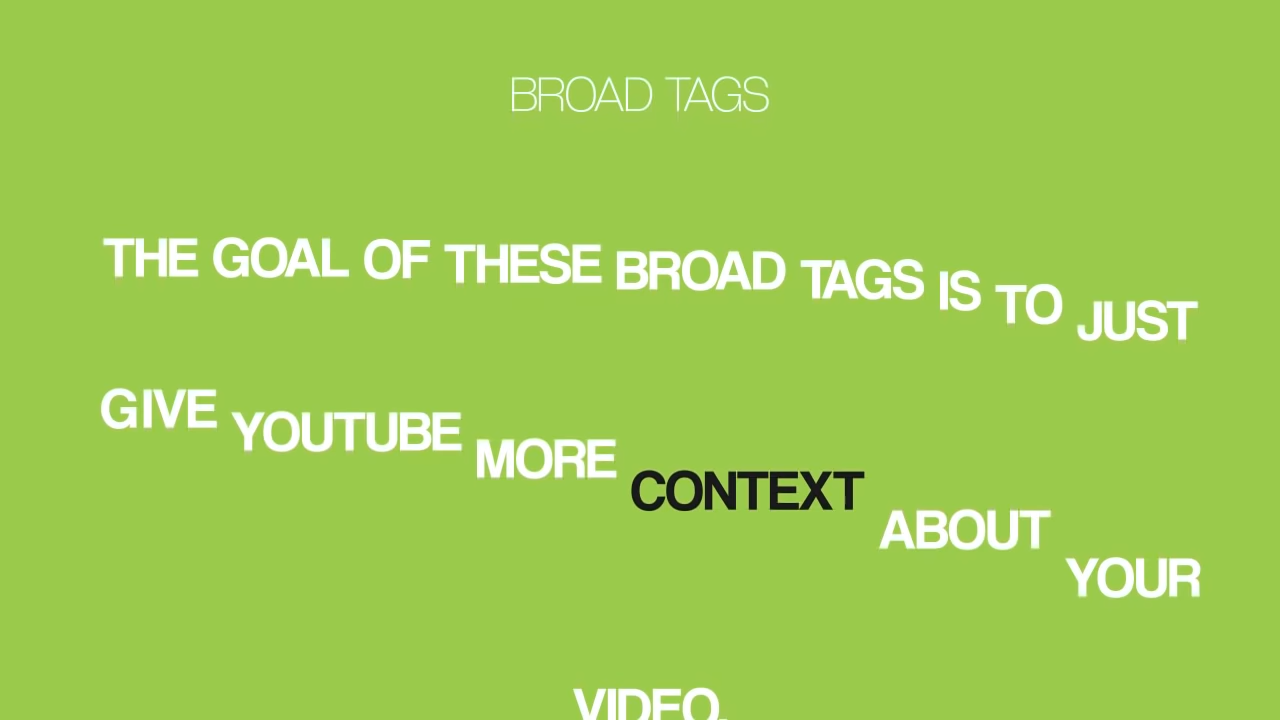 BROAD TAGS
THE GOAL OF THESE BROAD TAGS IS TO JUST
GIVE YOUTUBE MORE CONTEXT ABOUT YOUR
VIDEO.